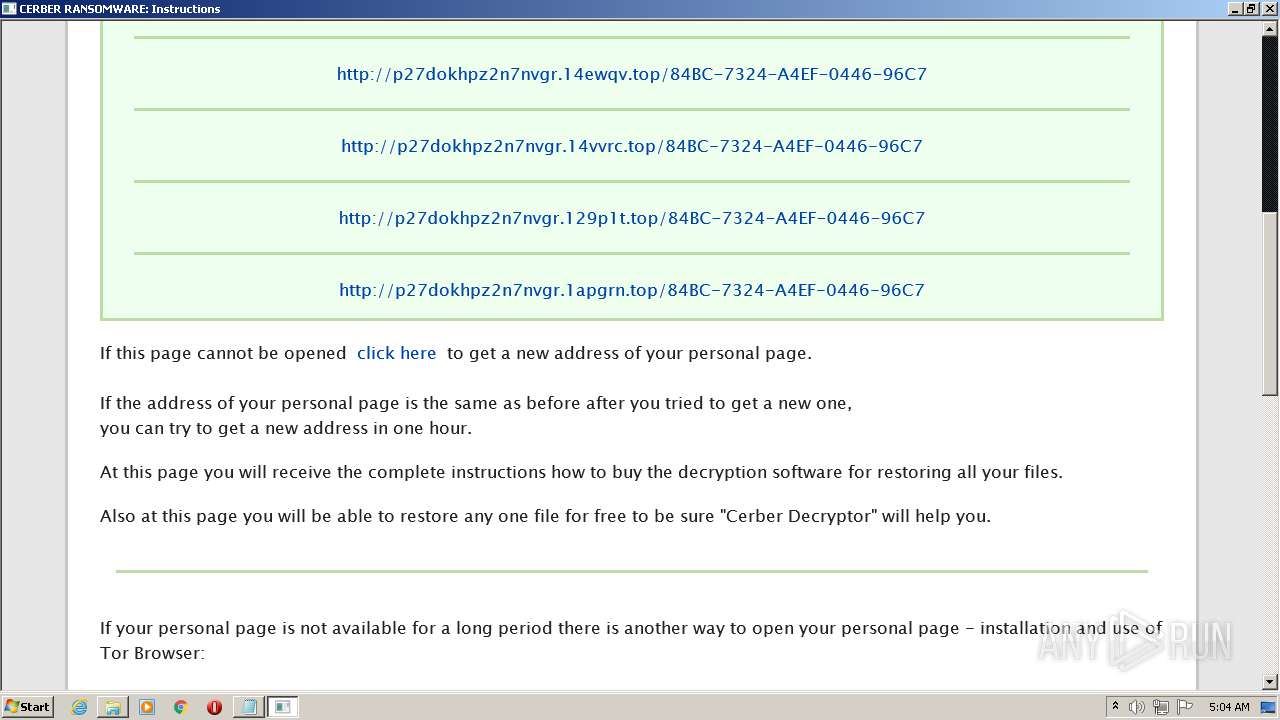 CERBER RANSOMWARE: Instructions
http://p27dokhpz2n7nvgr.14ewqv.top/84BC-7324-A4EF-0446-96C7
http://p27dokhpz2n7nvgr.14vvrc.top/84BC-7324-A4EF-0446-96C7
http://p27dokhpz2n7nvgr.129p1t.top/84BC-7324-A4EF-0446-96C7
http://p27dokhpz2n7nvgr.1apgrn.top/84BC-7324-A4EF-0446-96C7
If this page cannot be opened click here to get a new address of your personal page.
If the address of your personal page is the same as before after you tried to get a new one,
you can try to get a new address in one hour.
At this page you will receive the complete instructions how to buy the decryption software for restoring all your files.
Also at this page you will be able to restore any one file for free to be sure "Cerber Decryptor" will help you.
If your personal page is not available for a long period there is another way to open your personal page – installation and use of
Tor Browser:
ANY RUN
Start
5:04 AM